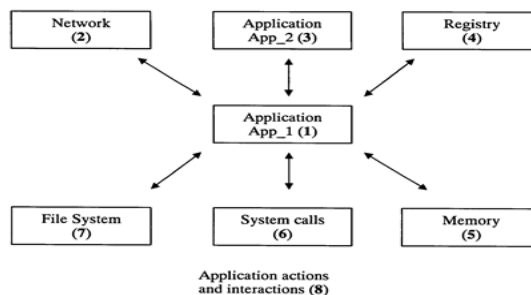 Network
(2)
Application
App_2 (3)
Registry
(4)
Application
App_1 (1)
File System
(7)
System calls
(6)
Memory
(5)
Application actions
and interactions (8)